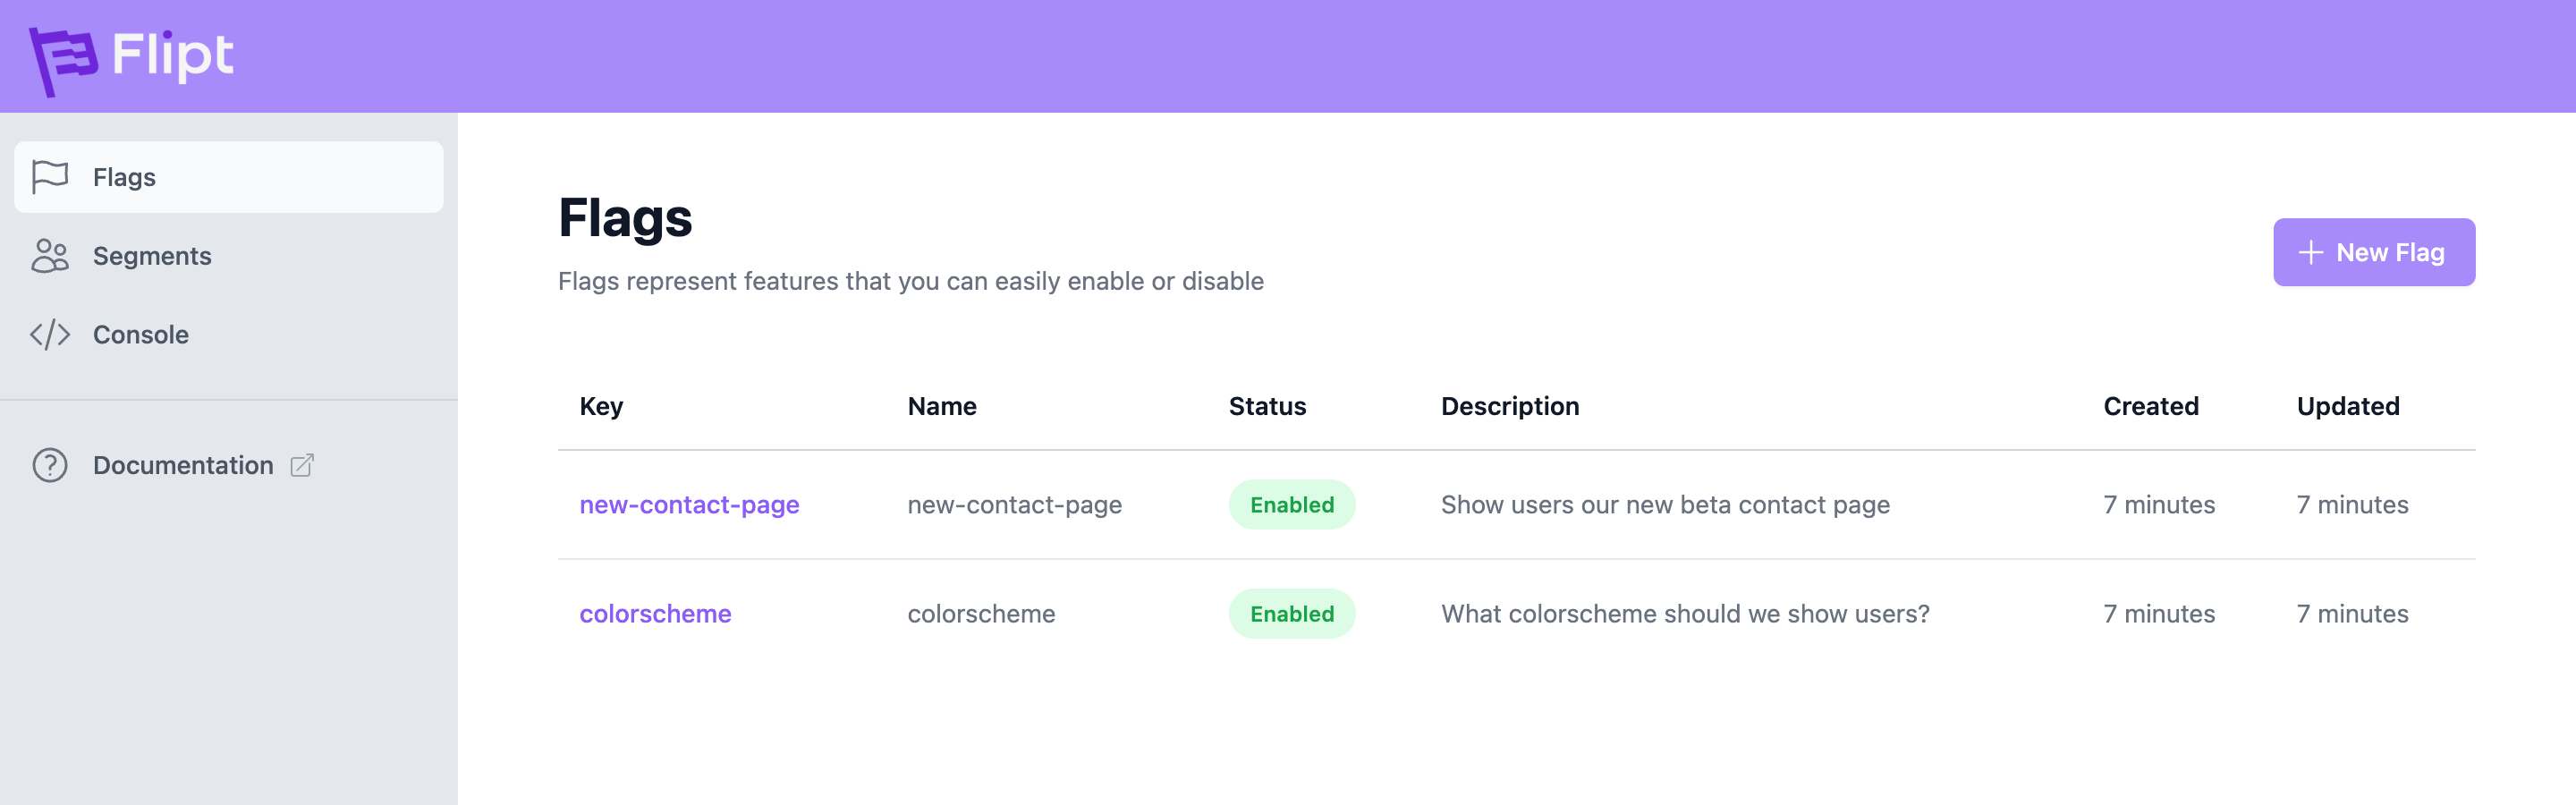 Flipt
Flags
Segments
Console
Documentation
Flags
Flags represent features that you can easily enable or disable
New Flag
Key Name Status Description Created Updated
new-contact-page new-contact-page Enabled Show users our new beta contact page 7 minutes 7 minutes
colorscheme colorscheme Enabled What colorscheme should we show users? 7 minutes 7 minutes